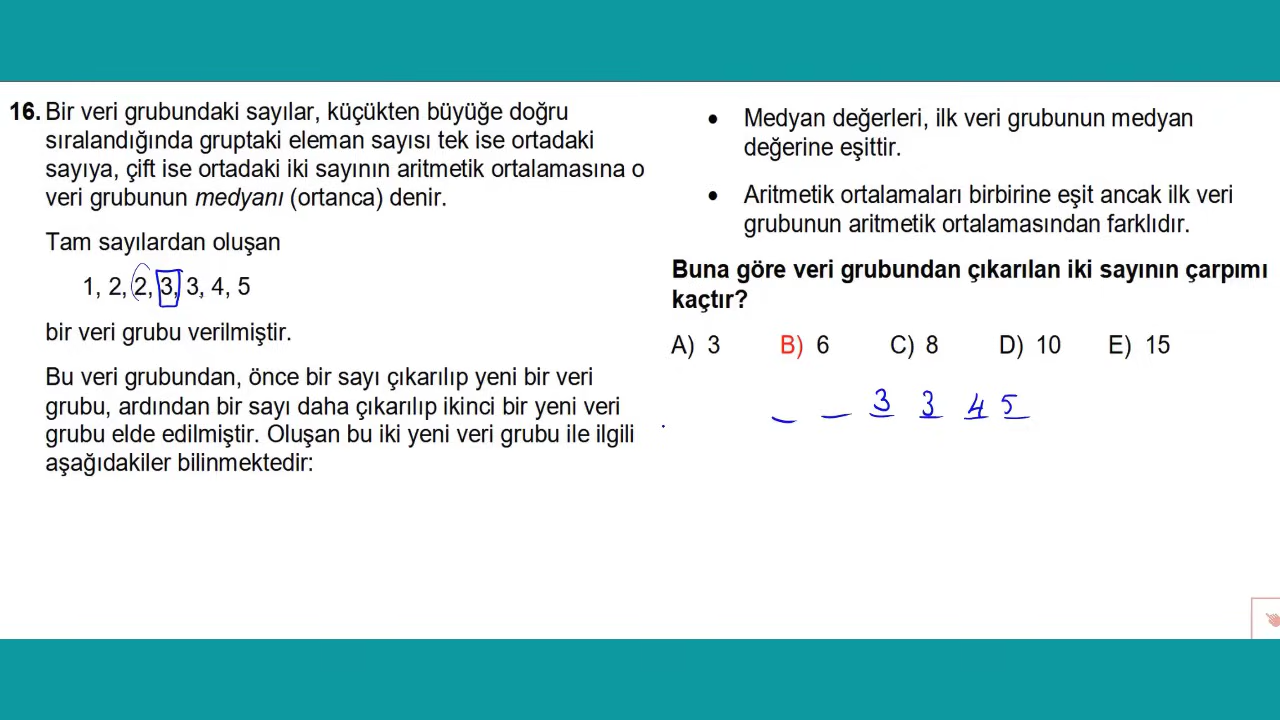 16. Bir veri grubundaki sayılar, küçükten büyüğe doğru
sıralandığında gruptaki eleman sayısı tek ise ortadaki
sayıya, çift ise ortadaki iki sayının aritmetik ortalamasına o
veri grubunun medyanı (ortanca) denir.
Tam sayılardan oluşan
1, 2, 2, 3, 3, 4, 5
bir veri grubu verilmiştir.
Bu veri grubundan, önce bir sayı çıkarılıp yeni bir veri
grubu, ardından bir sayı daha çıkarılıp ikinci bir yeni veri
grubu elde edilmiştir. Oluşan bu iki yeni veri grubu ile ilgili
aşağıdakiler bilinmektedir:
• Medyan değerleri, ilk veri grubunun medyan
değerine eşittir.
• Aritmetik ortalamaları birbirine eşit ancak ilk veri
grubunun aritmetik ortalamasından farklıdır.
Buna göre veri grubundan çıkarılan iki sayının çarpımı
kaçtır?
A) 3 B) 6 C) 8 D) 10 E) 15
_ _ 3 3 4 5